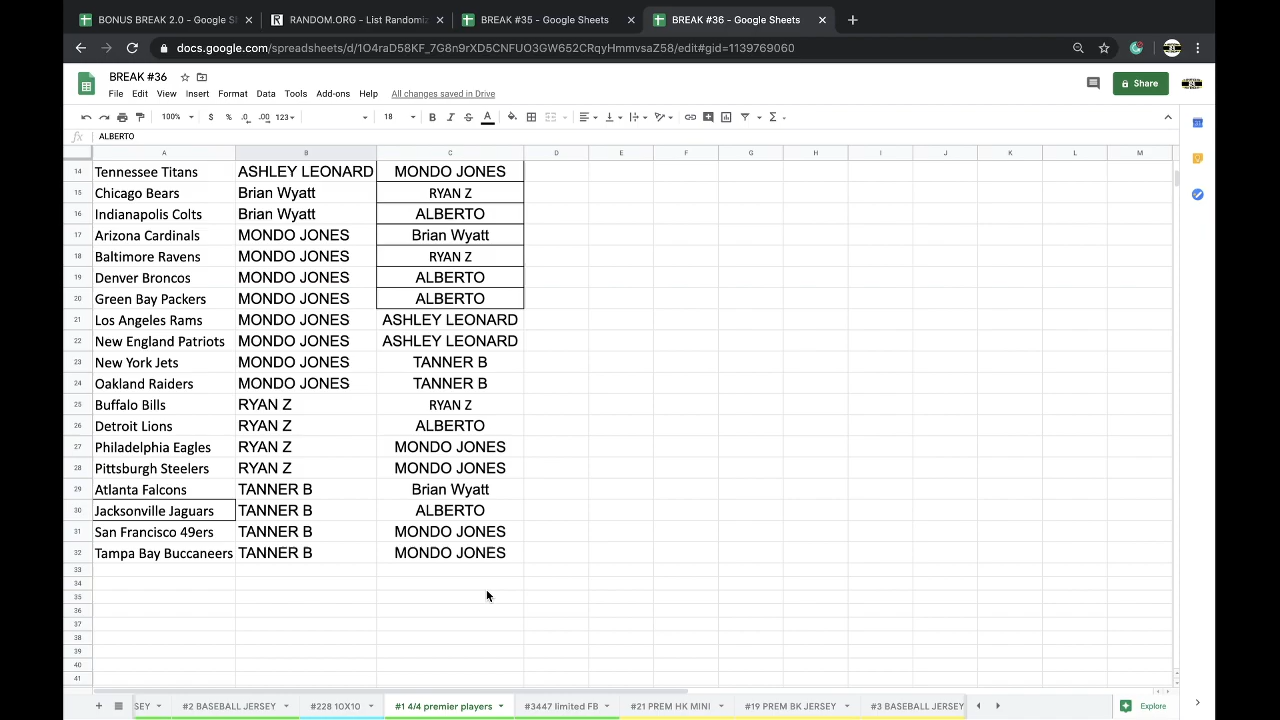 BONUS BREAK 2.0 - Google S
RANDOM.ORG - List Randomiz
BREAK #35 - Google Sheets
BREAK #36 - Google Sheets
docs.google.com/spreadsheets/d/1O4raD58KF_7G8n9rXD5CNFUO3GW652CRqyHmmvsaZ58/edit#gid=1139769060
BREAK #36
File Edit View Insert Format Data Tools Add-ons Help All changes saved in Drive
Share
100% $ % .0 .00 123 18 B I S A
fx ALBERTO
A B C D E F G H I J K L M
14 Tennessee Titans ASHLEY LEONARD MONDO JONES
15 Chicago Bears Brian Wyatt RYAN Z
16 Indianapolis Colts Brian Wyatt ALBERTO
17 Arizona Cardinals MONDO JONES Brian Wyatt
18 Baltimore Ravens MONDO JONES RYAN Z
19 Denver Broncos MONDO JONES ALBERTO
20 Green Bay Packers MONDO JONES ALBERTO
21 Los Angeles Rams MONDO JONES ASHLEY LEONARD
22 New England Patriots MONDO JONES ASHLEY LEONARD
23 New York Jets MONDO JONES TANNER B
24 Oakland Raiders MONDO JONES TANNER B
25 Buffalo Bills RYAN Z RYAN Z
26 Detroit Lions RYAN Z ALBERTO
27 Philadelphia Eagles RYAN Z MONDO JONES
28 Pittsburgh Steelers RYAN Z MONDO JONES
29 Atlanta Falcons TANNER B Brian Wyatt
30 Jacksonville Jaguars TANNER B ALBERTO
31 San Francisco 49ers TANNER B MONDO JONES
32 Tampa Bay Buccaneers TANNER B MONDO JONES
33
34
35
36
37
38
39
40
41
SEY #2 BASEBALL JERSEY #228 10X10 #1 4/4 premier players #3447 limited FB #21 PREM HK MINI #19 PREM BK JERSEY #3 BASEBALL JERSEY Explore